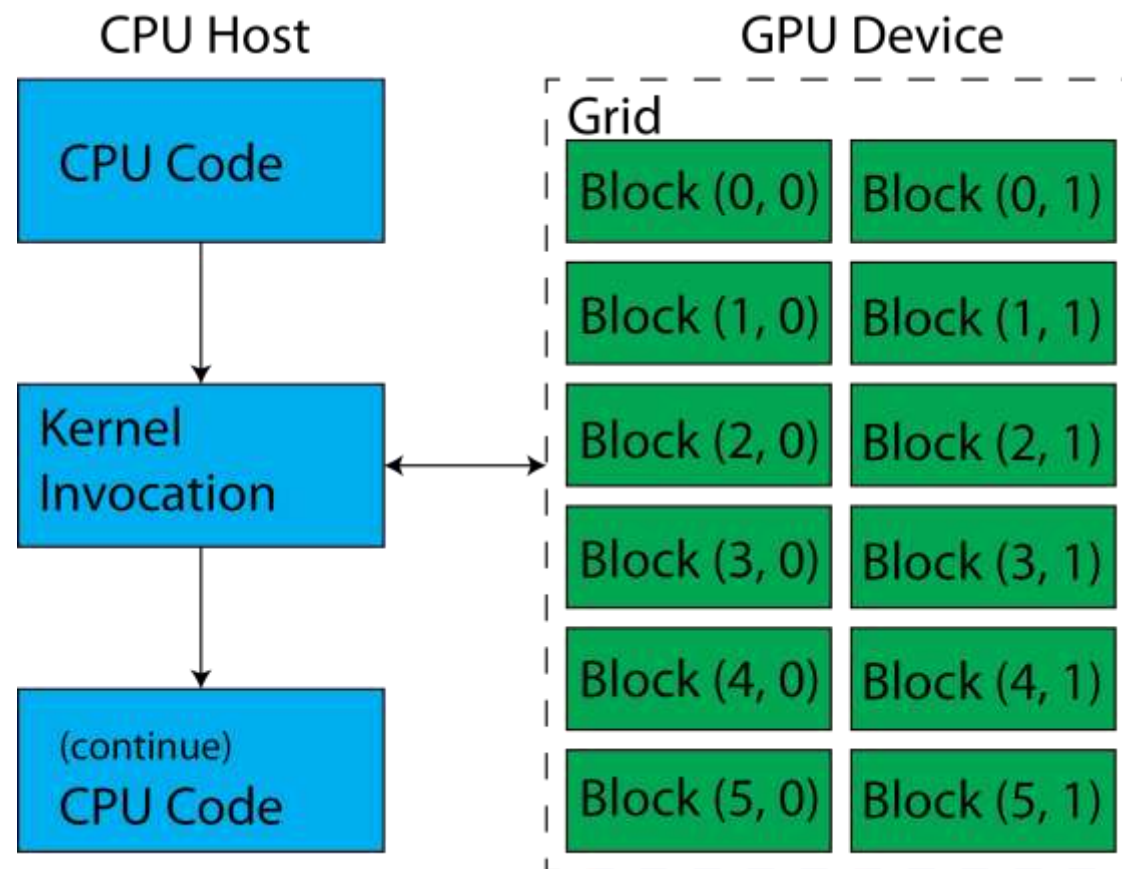 CPU Host
GPU Device
CPU Code
Kernel
Invocation
(continue)
CPU Code
Grid
Block (0, 0)
Block (0, 1)
Block (1, 0)
Block (1, 1)
Block (2, 0)
Block (2, 1)
Block (3, 0)
Block (3, 1)
Block (4, 0)
Block (4, 1)
Block (5, 0)
Block (5, 1)